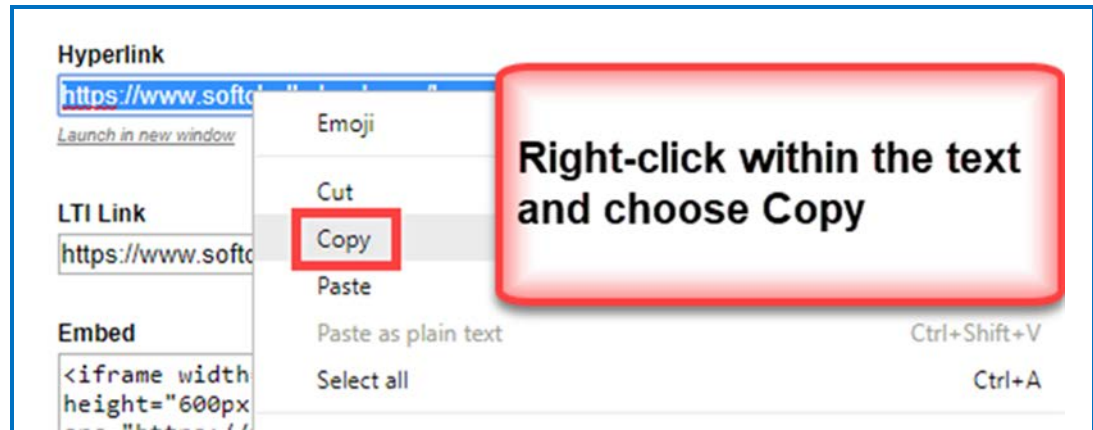 Hyperlink
https://www.softc
Launch in new window
LTI Link
https://www.softc
Embed
<iframe width
height="600px
Emoji
Cut
Copy
Paste
Paste as plain text Ctrl+Shift+V
Select all Ctrl+A
Right-click within the text
and choose Copy